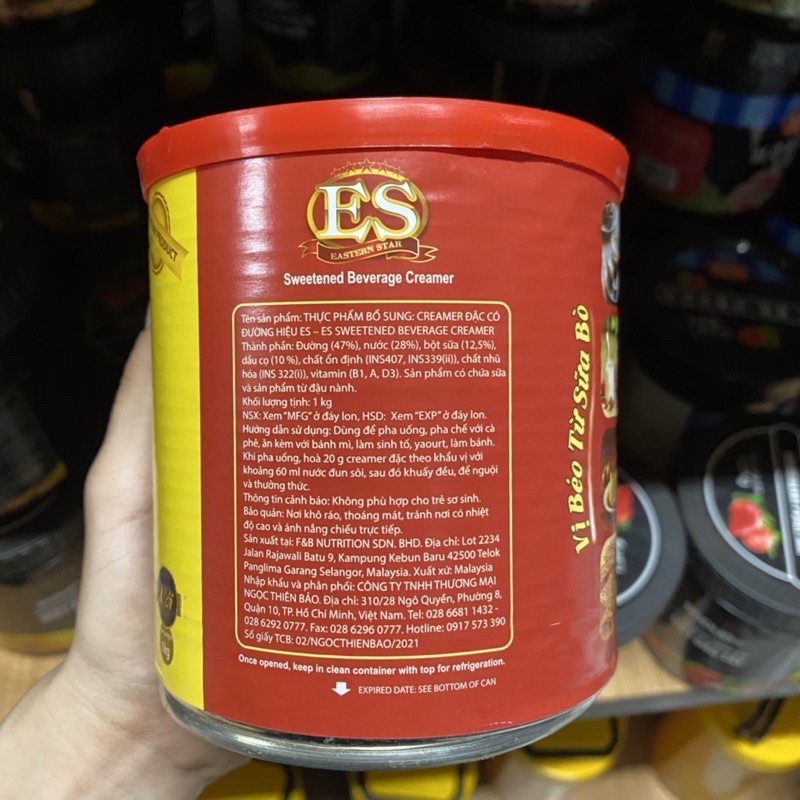 ES
EASTERN STAR
Sweetened Beverage Creamer
Tên sản phẩm: THỰC PHẨM BỔ SUNG: CREAMER ĐẶC CÓ
ĐƯỜNG HIỆU ES – ES SWEETENED BEVERAGE CREAMER
Thành phần: Đường (47%), nước (28%), bột sữa (12,5%),
dầu cọ (10 %), chất ổn định (INS407, INS339(ii)), chất nhũ
hóa (INS 322(i)), vitamin (B1, A, D3). Sản phẩm có chứa sữa
và sản phẩm từ đậu nành.
Khối lượng tịnh: 1 kg
NSX: Xem "MFG" ở đáy lon, HSD: Xem "EXP" ở đáy lon.
Hướng dẫn sử dụng: Dùng để pha uống, pha chế với cà
phê, ăn kèm với bánh mì, làm sinh tố, yaourt, làm bánh.
Khi pha uống, hoà 20 g creamer đặc theo khẩu vị với
khoảng 60 ml nước đun sôi, sau đó khuấy đều, để nguội
và thưởng thức.
Thông tin cảnh báo: Không phù hợp cho trẻ sơ sinh.
Bảo quản: Nơi khô ráo, thoáng mát, tránh nơi có nhiệt
độ cao và ánh nắng chiếu trực tiếp.
Sản xuất tại: F&B NUTRITION SDN. BHD. Địa chỉ: Lot 2234
Jalan Rajawali Batu 9, Kampung Kebun Baru 42500 Telok
Panglima Garang Selangor, Malaysia. Xuất xứ: Malaysia
Nhập khẩu và phân phối: CÔNG TY TNHH THƯƠNG MẠI
NGỌC THIÊN BẢO. Địa chỉ: 310/28 Ngô Quyền, Phường 8,
Quận 10, TP. Hồ Chí Minh, Việt Nam. Tel: 028 6681 1432 -
028 6292 0777. Fax: 028 6296 0777. Hotline: 0917 573 390
Số giấy TCB: 02/NGOCTHIENBAO/2021
Once opened, keep in clean container with top for refrigeration.
EXPIRED DATE: SEE BOTTOM OF CAN
Vị Béo Từ Sữa Bò
PRODUCT
1kg